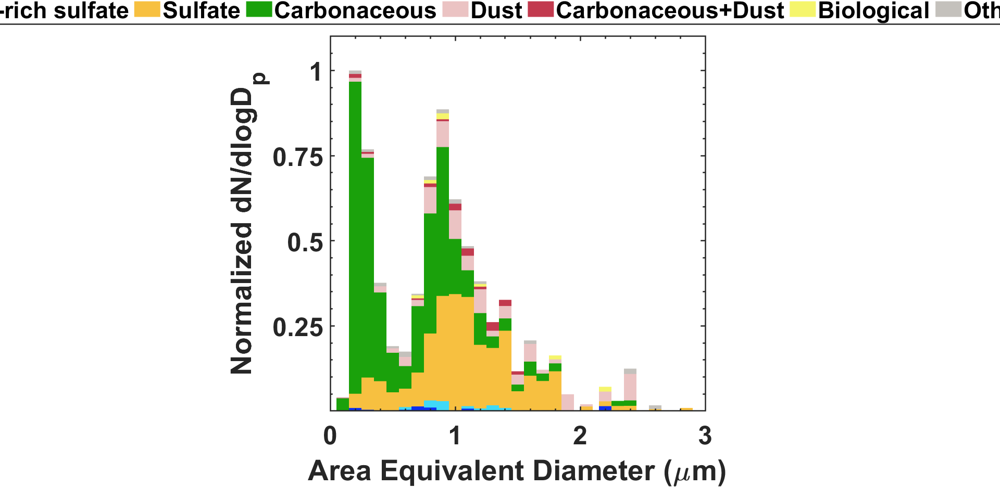 -rich sulfate Sulfate Carbonaceous Dust Carbonaceous+Dust Biological Oth
1
0.75
0.5
0.25
Normalized dN/dlogDp
0 1 2 3
Area Equivalent Diameter (μm)